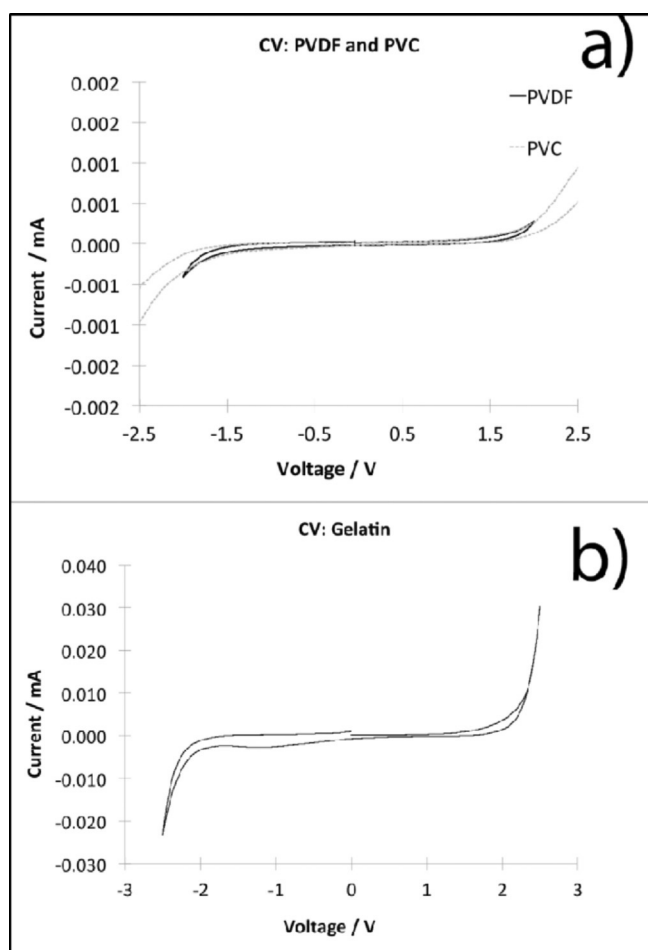 a)
CV: PVDF and PVC
0.002
0.002
0.001
0.001
0.000
-0.001
-0.001
-0.002
-0.002
Current / mA
PVDF
PVC
-2.5 -1.5 -0.5 0.5 1.5 2.5
Voltage / V
b)
CV: Gelatin
0.040
0.030
0.010
0.000
-0.010
-0.020
-0.030
Current / mA
-3 -2 -1 0 1 2 3
Voltage / V